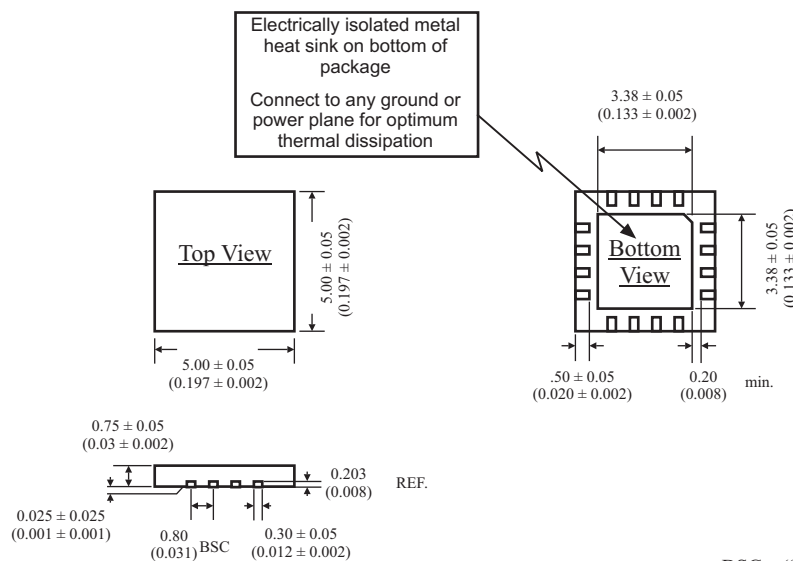 Electrically isolated metal
heat sink on bottom of
package
Connect to any ground or
power plane for optimum
thermal dissipation
3.38 ± 0.05
(0.133 ± 0.002)
Top View
5.00 ± 0.05
(0.197 ± 0.002)
Bottom
View
3.38 ± 0.05
(0.133 ± 0.002)
5.00 ± 0.05
(0.197 ± 0.002)
.50 ± 0.05
(0.020 ± 0.002)
0.20
(0.008)
min.
0.75 ± 0.05
(0.03 ± 0.002)
0.203
(0.008)
REF.
0.025 ± 0.025
(0.001 ± 0.001)
0.80
(0.031)
BSC
0.30 ± 0.05
(0.012 ± 0.002)